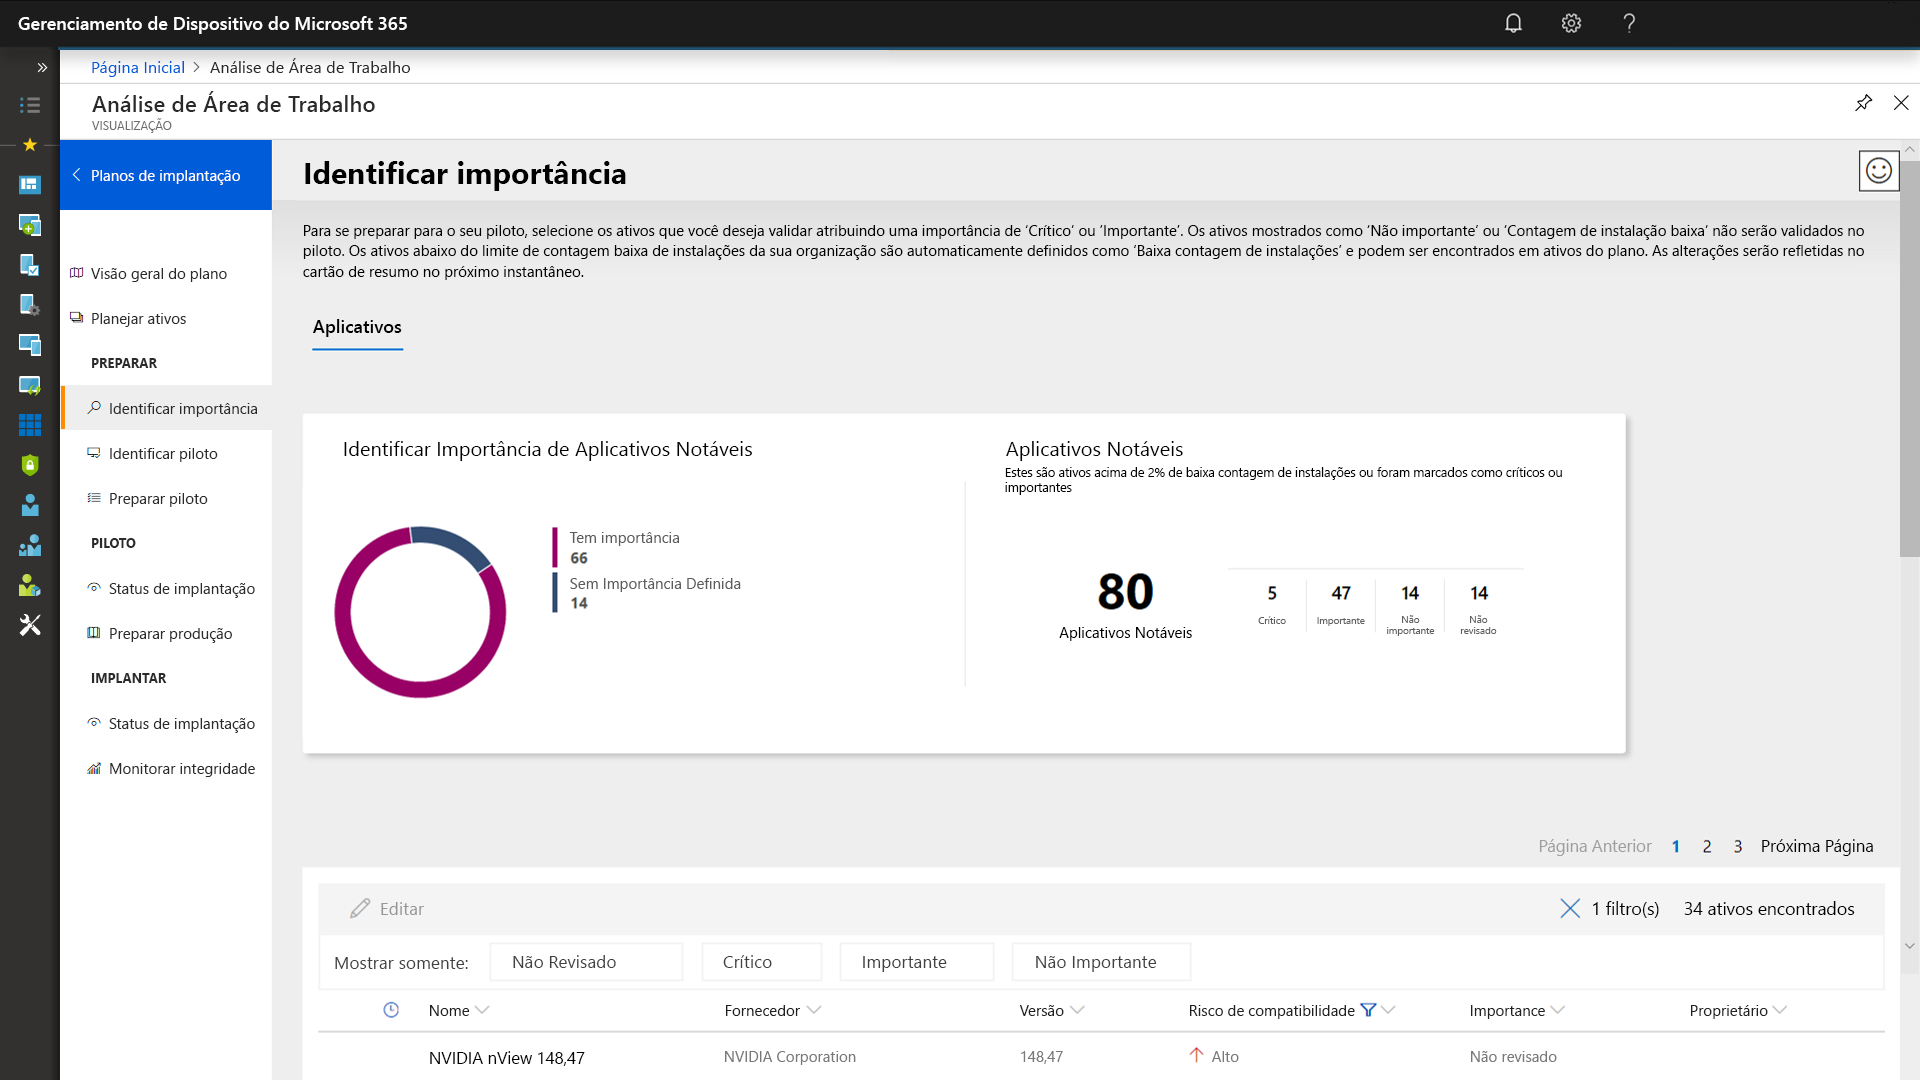 Gerenciamento de Dispositivo do Microsoft 365
Página Inicial > Análise de Área de Trabalho
Análise de Área de Trabalho
VISUALIZAÇÃO
Planos de implantação
Visão geral do plano
Planejar ativos
PREPARAR
Identificar importância
Identificar piloto
Preparar piloto
PILOTO
Status de implantação
Preparar produção
IMPLANTAR
Status de implantação
Monitorar integridade
Identificar importância
Para se preparar para o seu piloto, selecione os ativos que você deseja validar atribuindo uma importância de ‘Crítico’ ou ‘Importante’. Os ativos mostrados como ‘Não importante’ ou ‘Contagem de instalação baixa’ não serão validados no
piloto. Os ativos abaixo do limite de contagem baixa de instalações da sua organização são automaticamente definidos como ‘Baixa contagem de instalações’ e podem ser encontrados em ativos do plano. As alterações serão refletidas no
cartão de resumo no próximo instantâneo.
Aplicativos
Identificar Importância de Aplicativos Notáveis
Tem importância
66
Sem Importância Definida
14
Aplicativos Notáveis
Estes são ativos acima de 2% de baixa contagem de instalações ou foram marcados como críticos ou
importantes
80
Aplicativos Notáveis
5
Crítico
47
Importante
14
Não
importante
14
Não
revisado
Página Anterior 1 2 3 Próxima Página
Editar
1 filtro(s) 34 ativos encontrados
Mostrar somente: Não Revisado Crítico Importante Não Importante
Nome Fornecedor Versão Risco de compatibilidade Importance Proprietário
NVIDIA nView 148,47 NVIDIA Corporation 148,47 Alto Não revisado